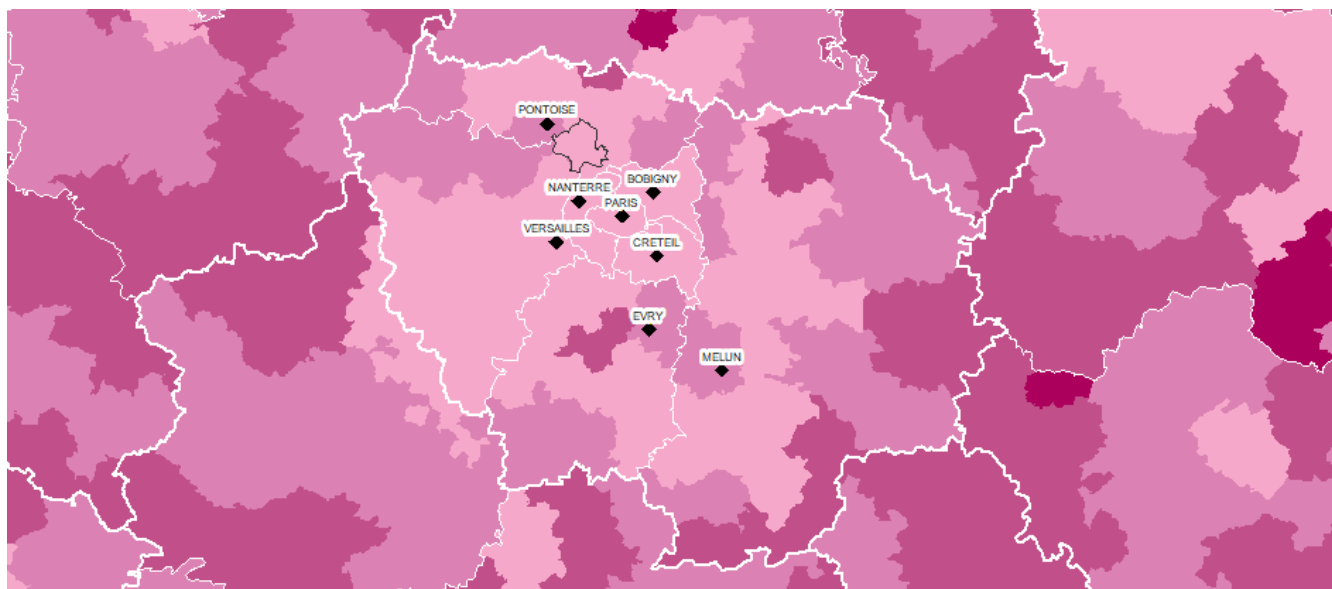 PONTOISE
BOBIGNY
NANTERRE
PARIS
VERSAILLES
CRETEIL
EVRY
MELUN